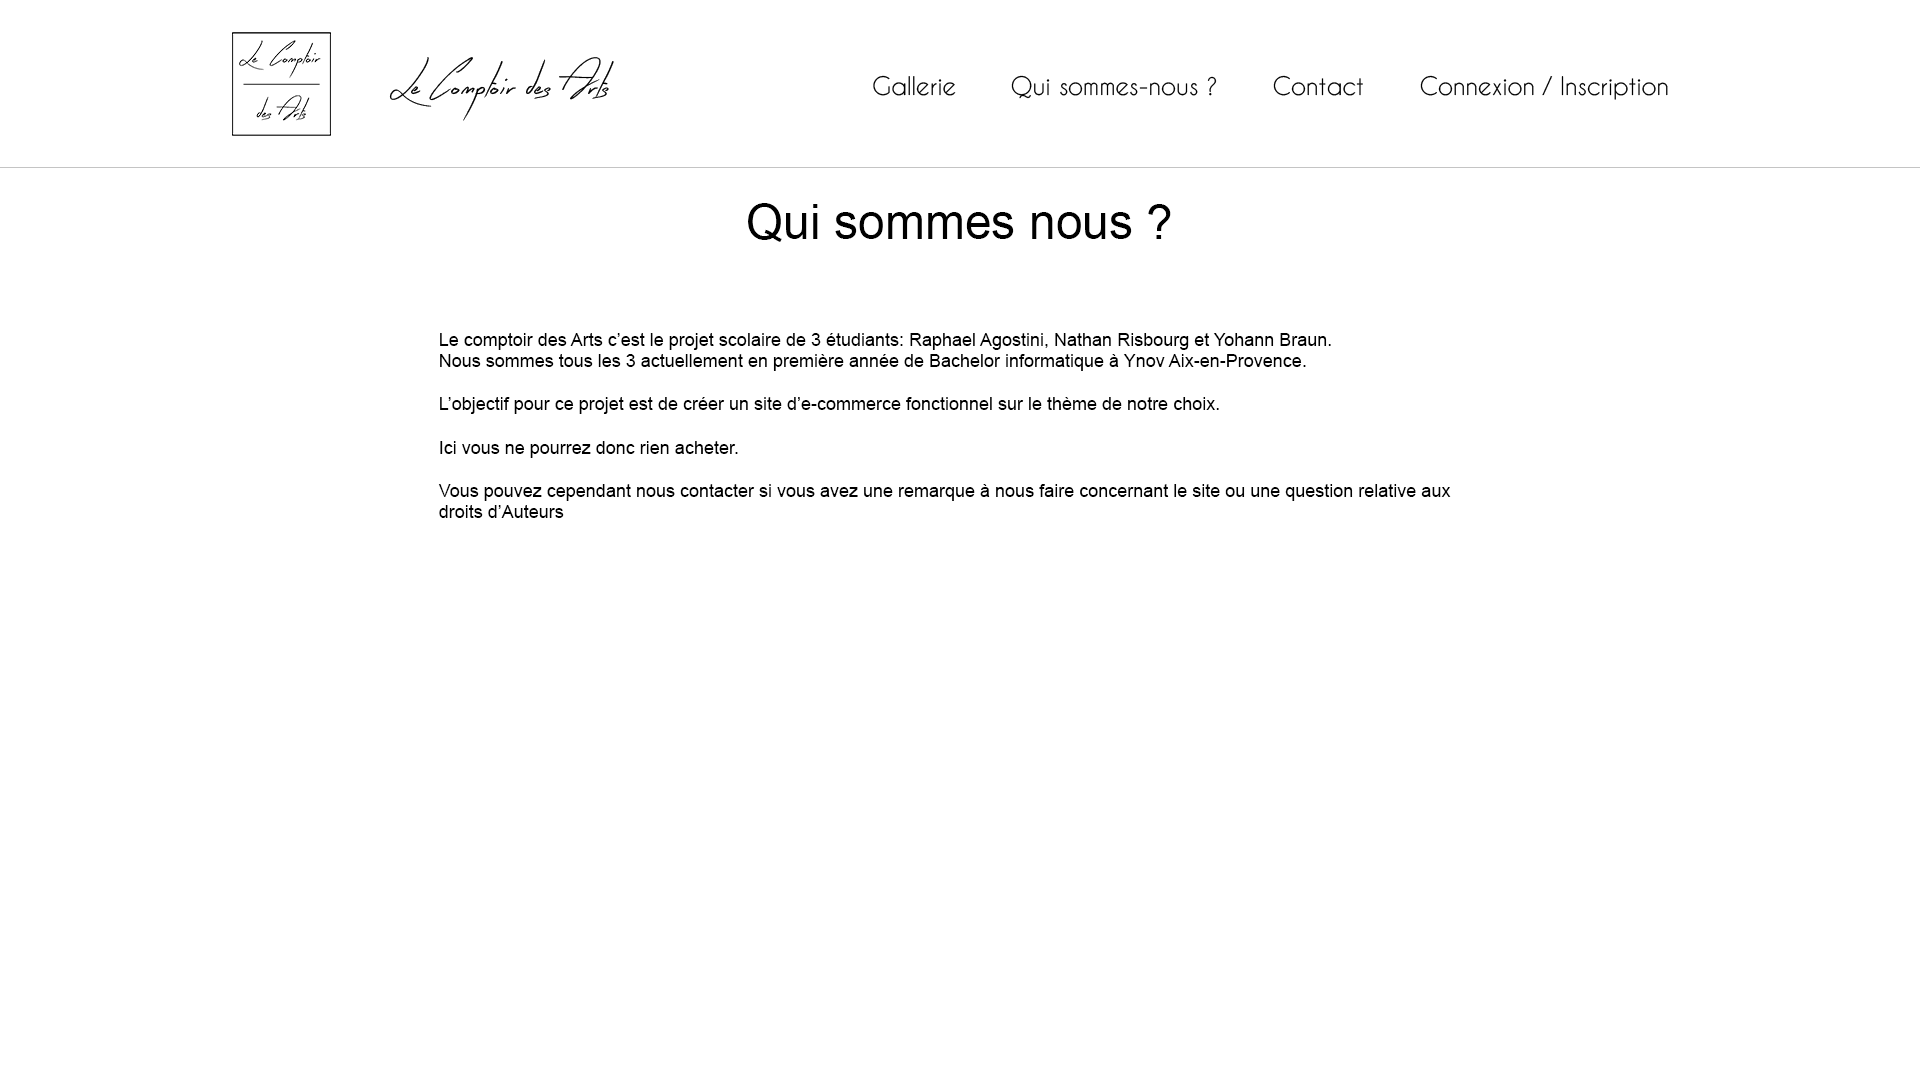 Le Comptoir
des Arts
Le Comptoir des Arts
Gallerie
Qui sommes-nous ?
Contact
Connexion / Inscription
Qui sommes nous ?
Le comptoir des Arts c’est le projet scolaire de 3 étudiants: Raphael Agostini, Nathan Risbourg et Yohann Braun.
Nous sommes tous les 3 actuellement en première année de Bachelor informatique à Ynov Aix-en-Provence.
L’objectif pour ce projet est de créer un site d’e-commerce fonctionnel sur le thème de notre choix.
Ici vous ne pourrez donc rien acheter.
Vous pouvez cependant nous contacter si vous avez une remarque à nous faire concernant le site ou une question relative aux
droits d’Auteurs